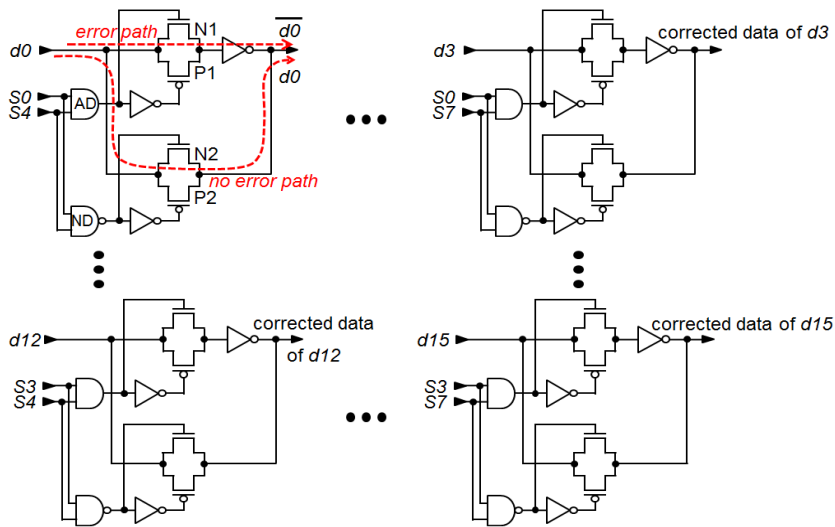 error path
N1
d0
d0
P1
d0
S0
S4
AD
N2
no error path
P2
ND
d3
corrected data of d3
S0
S7
•••
d12
corrected data
of d12
S3
S4
•••
d15
corrected data of d15
S3
S7